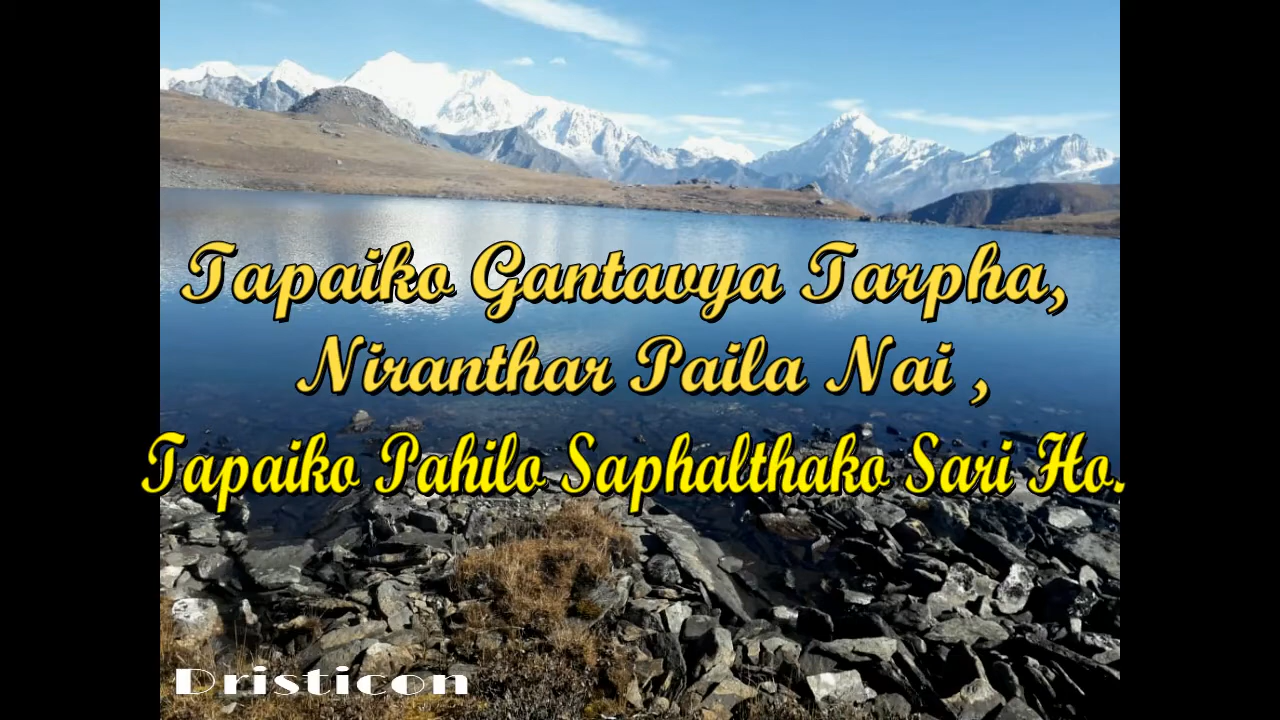 Tapaiko Gantavya Tarpha,
Niranthar Paila Nai ,
Tapaiko Pahilo Saphalthako Sari Ho.
Dristicon